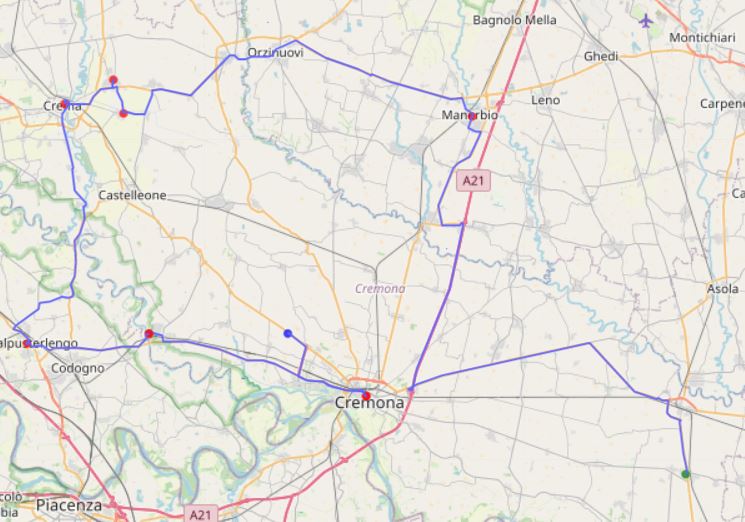 Bagnolo Mella
Montichiari
Orzinuovi
Ghedi
Leno
Carpene
Crema
Manerbio
A21
Castelleone
Ca
Cremona
Asola
alpusterlengo
Codogno
Cremona
Piacenza
A21
colò
bia